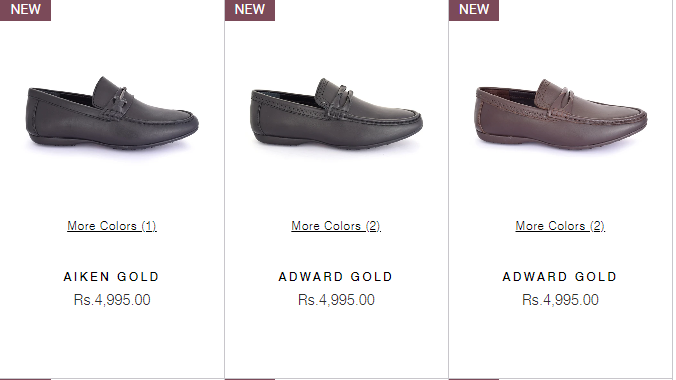 NEW
NEW
NEW
More Colors (1)
More Colors (2)
More Colors (2)
AIKEN GOLD
ADWARD GOLD
ADWARD GOLD
Rs.4,995.00
Rs.4,995.00
Rs.4,995.00